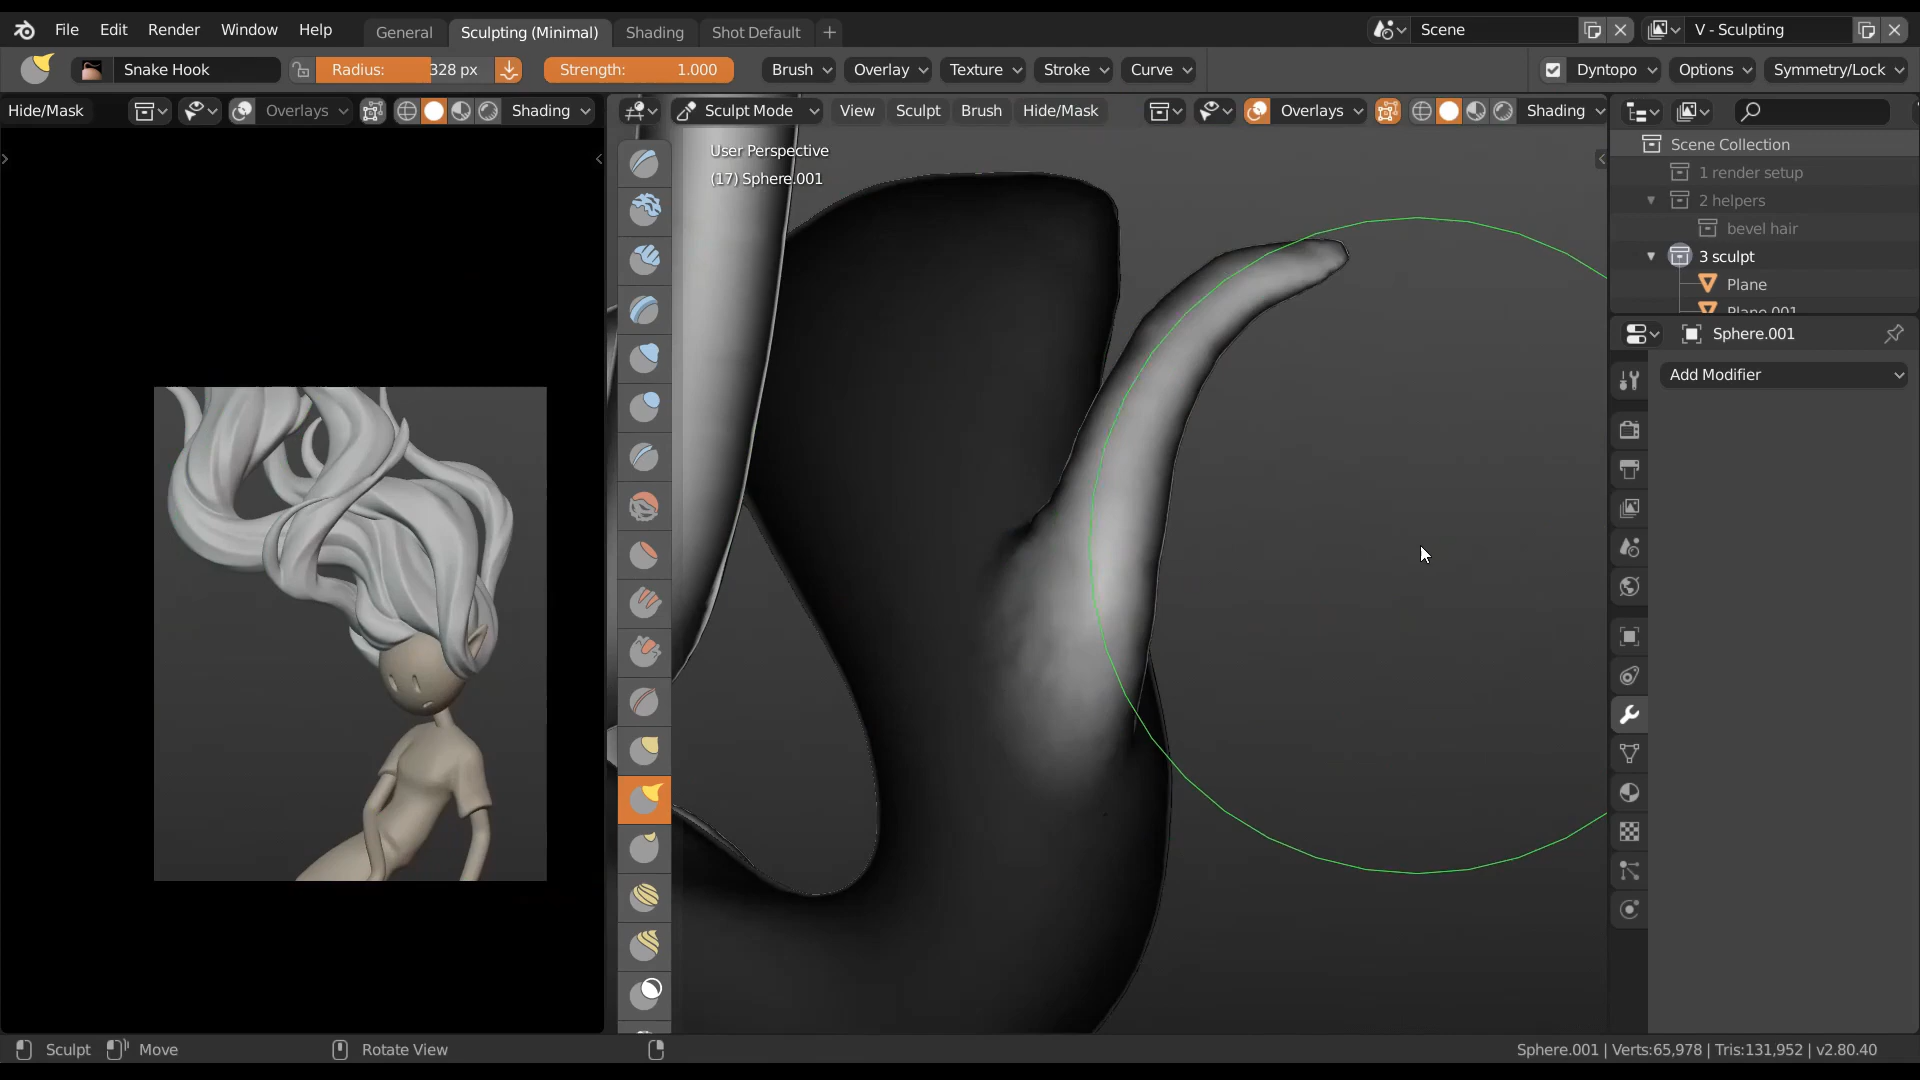 File Edit Render Window Help General Sculpting (Minimal) Shading Shot Default + Scene V - Sculpting
Snake Hook Radius: 328 px Strength: 1.000 Brush Overlay Texture Stroke Curve Dyntopo Options Symmetry/Lock
Hide/Mask Overlays Shading Sculpt Mode View Sculpt Brush Hide/Mask Overlays Shading
User Perspective
(17) Sphere.001
Scene Collection
1 render setup
2 helpers
bevel hair
3 sculpt
Plane
Plane.001
Sphere.001
Add Modifier
Sculpt Move Rotate View Sphere.001 | Verts:65,978 | Tris:131,952 | v2.80.40